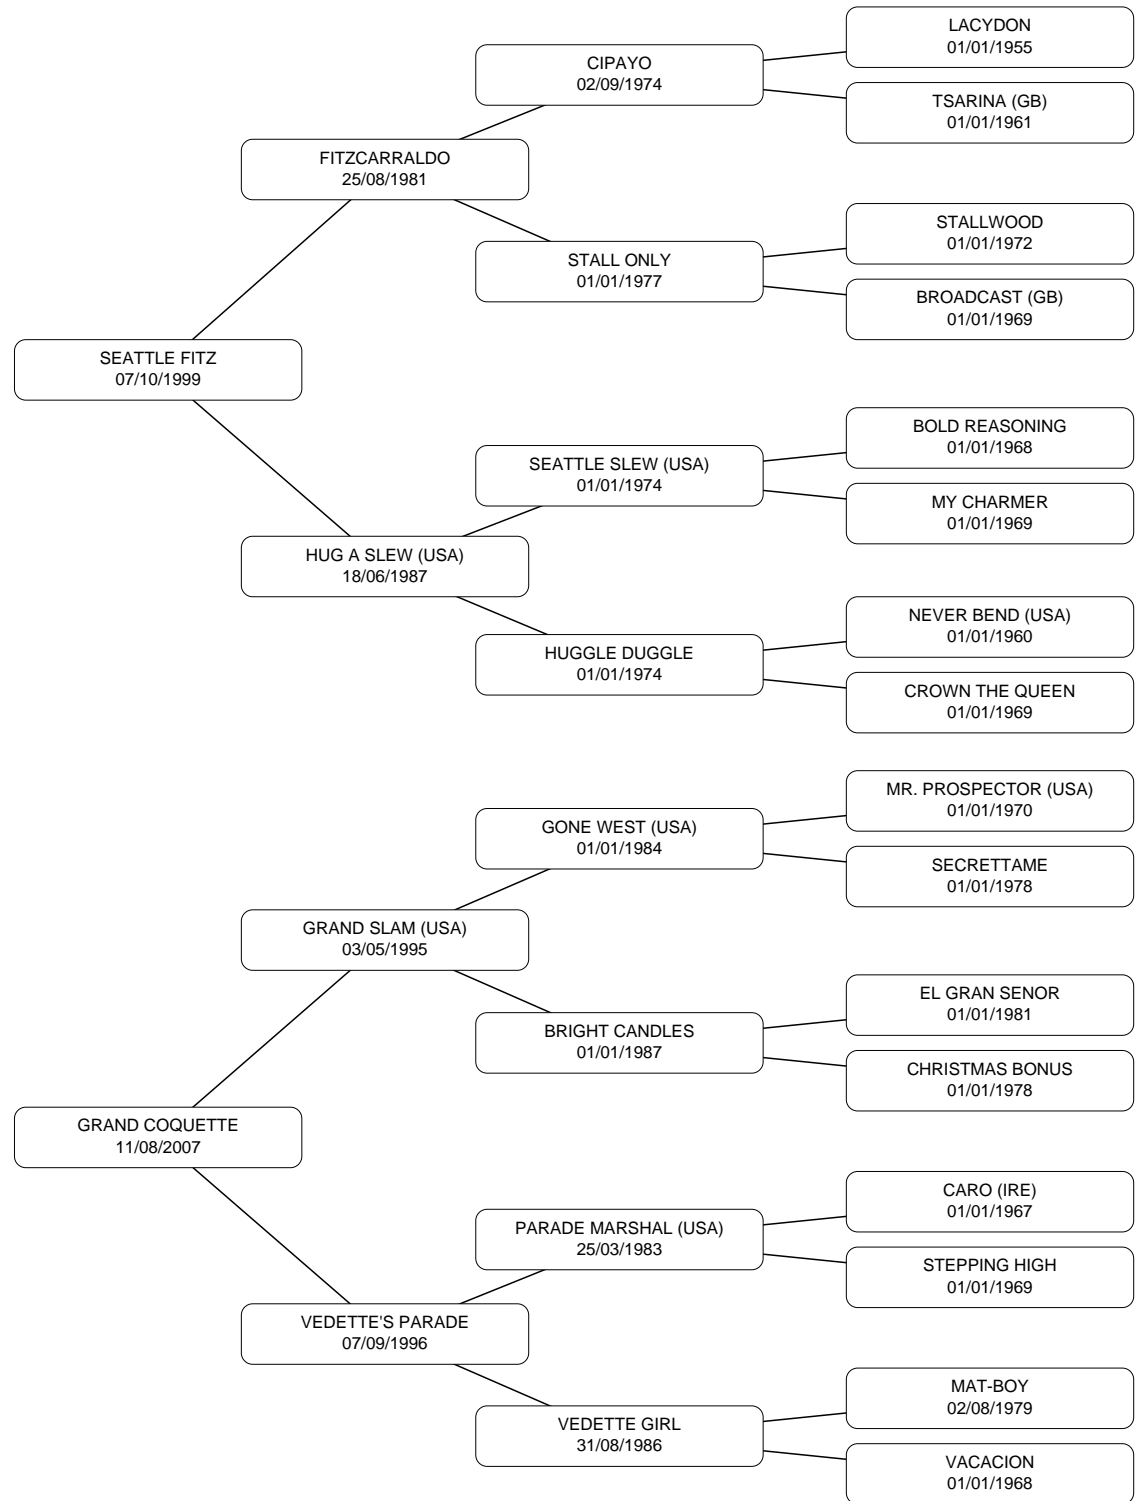 LACYDON
01/01/1955
CIPAYO
02/09/1974
TSARINA (GB)
01/01/1961
FITZCARRALDO
25/08/1981
STALLWOOD
01/01/1972
STALL ONLY
01/01/1977
BROADCAST (GB)
01/01/1969
SEATTLE FITZ
07/10/1999
BOLD REASONING
01/01/1968
SEATTLE SLEW (USA)
01/01/1974
MY CHARMER
01/01/1969
HUG A SLEW (USA)
18/06/1987
NEVER BEND (USA)
01/01/1960
HUGGLE DUGGLE
01/01/1974
CROWN THE QUEEN
01/01/1969
MR. PROSPECTOR (USA)
01/01/1970
GONE WEST (USA)
01/01/1984
SECRETTAME
01/01/1978
GRAND SLAM (USA)
03/05/1995
EL GRAN SENOR
01/01/1981
BRIGHT CANDLES
01/01/1987
CHRISTMAS BONUS
01/01/1978
GRAND COQUETTE
11/08/2007
CARO (IRE)
01/01/1967
PARADE MARSHAL (USA)
25/03/1983
STEPPING HIGH
01/01/1969
VEDETTE'S PARADE
07/09/1996
MAT-BOY
02/08/1979
VEDETTE GIRL
31/08/1986
VACACION
01/01/1968